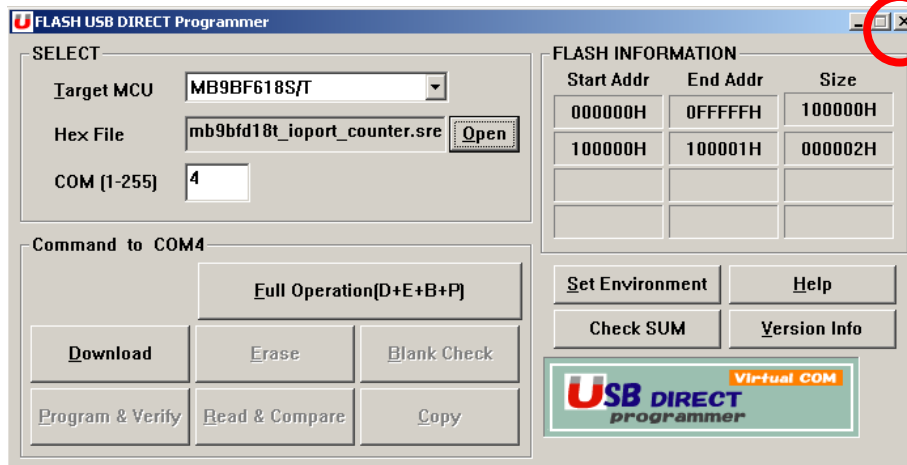 FLASH USB DIRECT Programmer
SELECT
Target MCU MB9BF618S/T
Hex File mb9bfd18t_ioport_counter.sre Open
COM (1-255) 4
FLASH INFORMATION
Start Addr End Addr Size
000000H 0FFFFFH 100000H
100000H 100001H 000002H
Command to COM4
Full Operation(D+E+B+P)
Download Erase Blank Check
Program & Verify Read & Compare Copy
Set Environment Help
Check SUM Version Info
Virtual COM
USB DIRECT
programmer